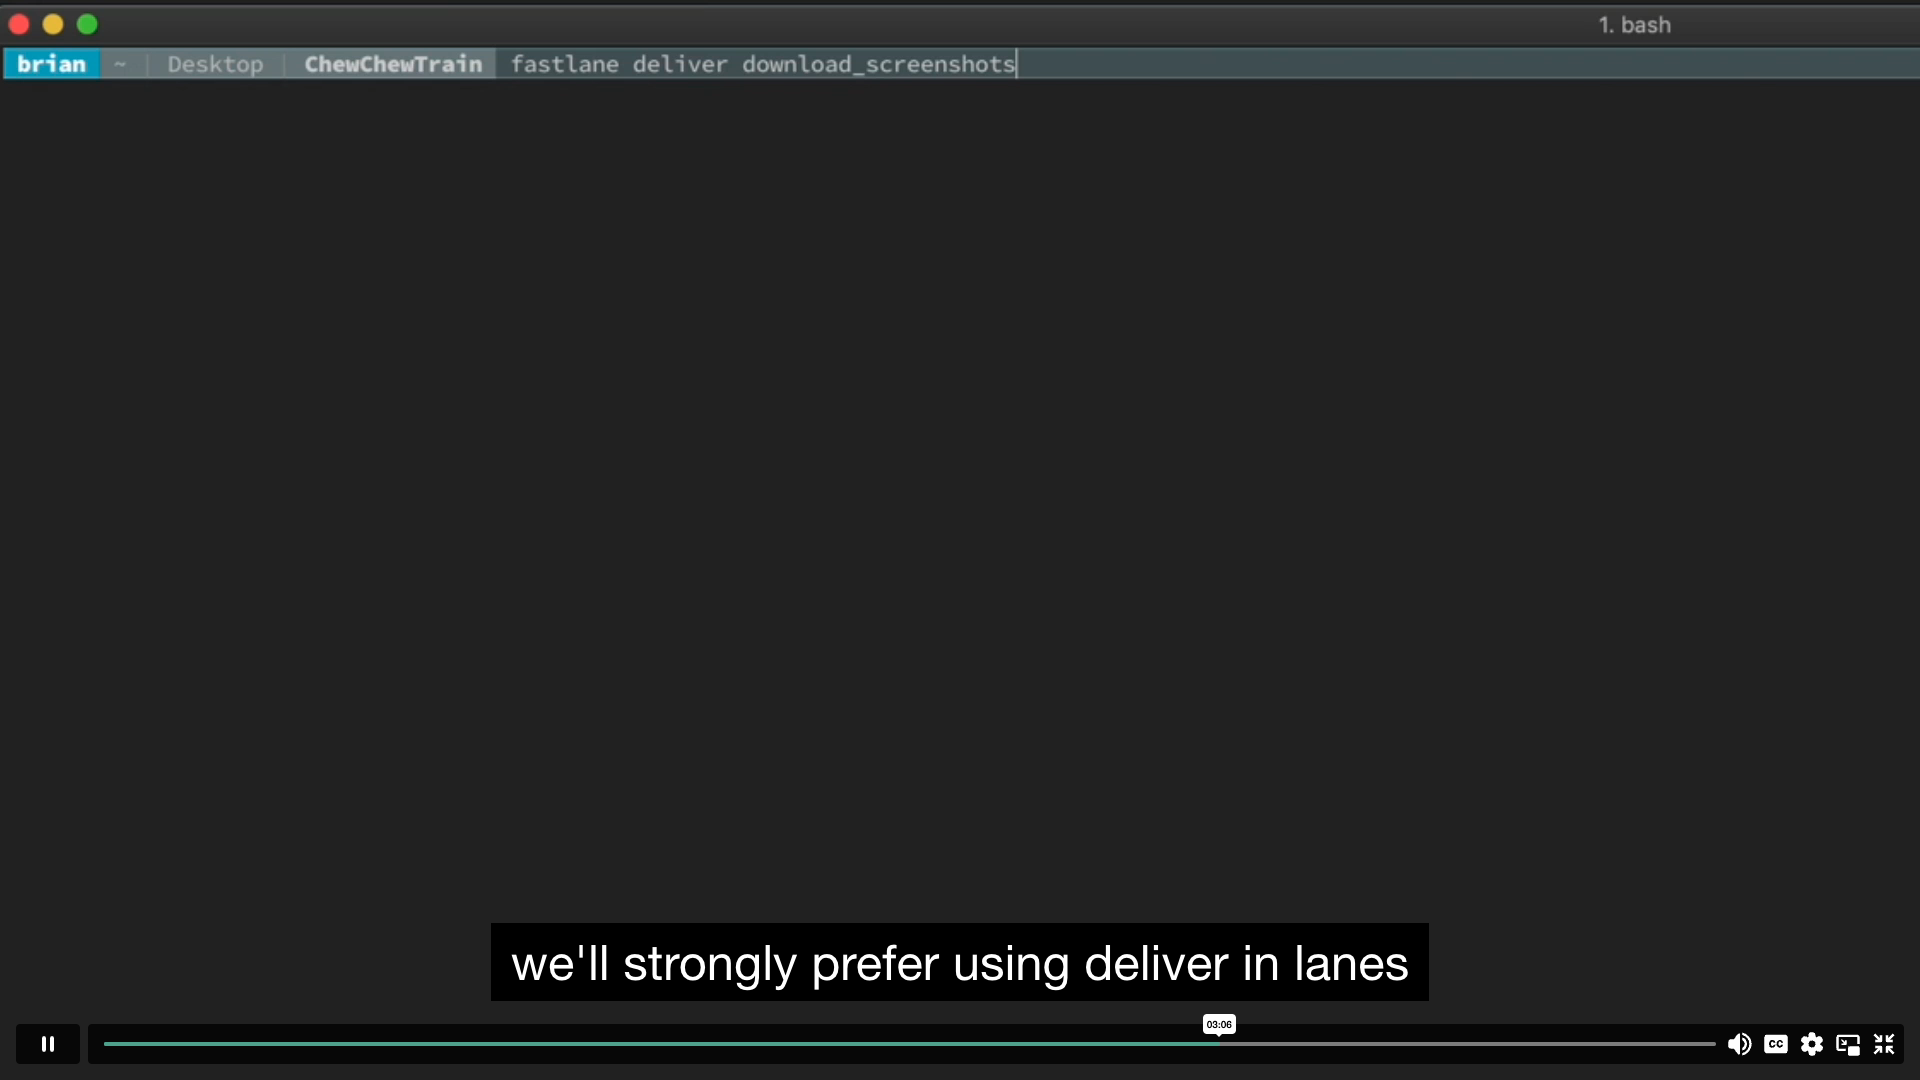 1. bash
brian ~ Desktop ChewChewTrain fastlane deliver download_screenshots
we'll strongly prefer using deliver in lanes
03:06
CC